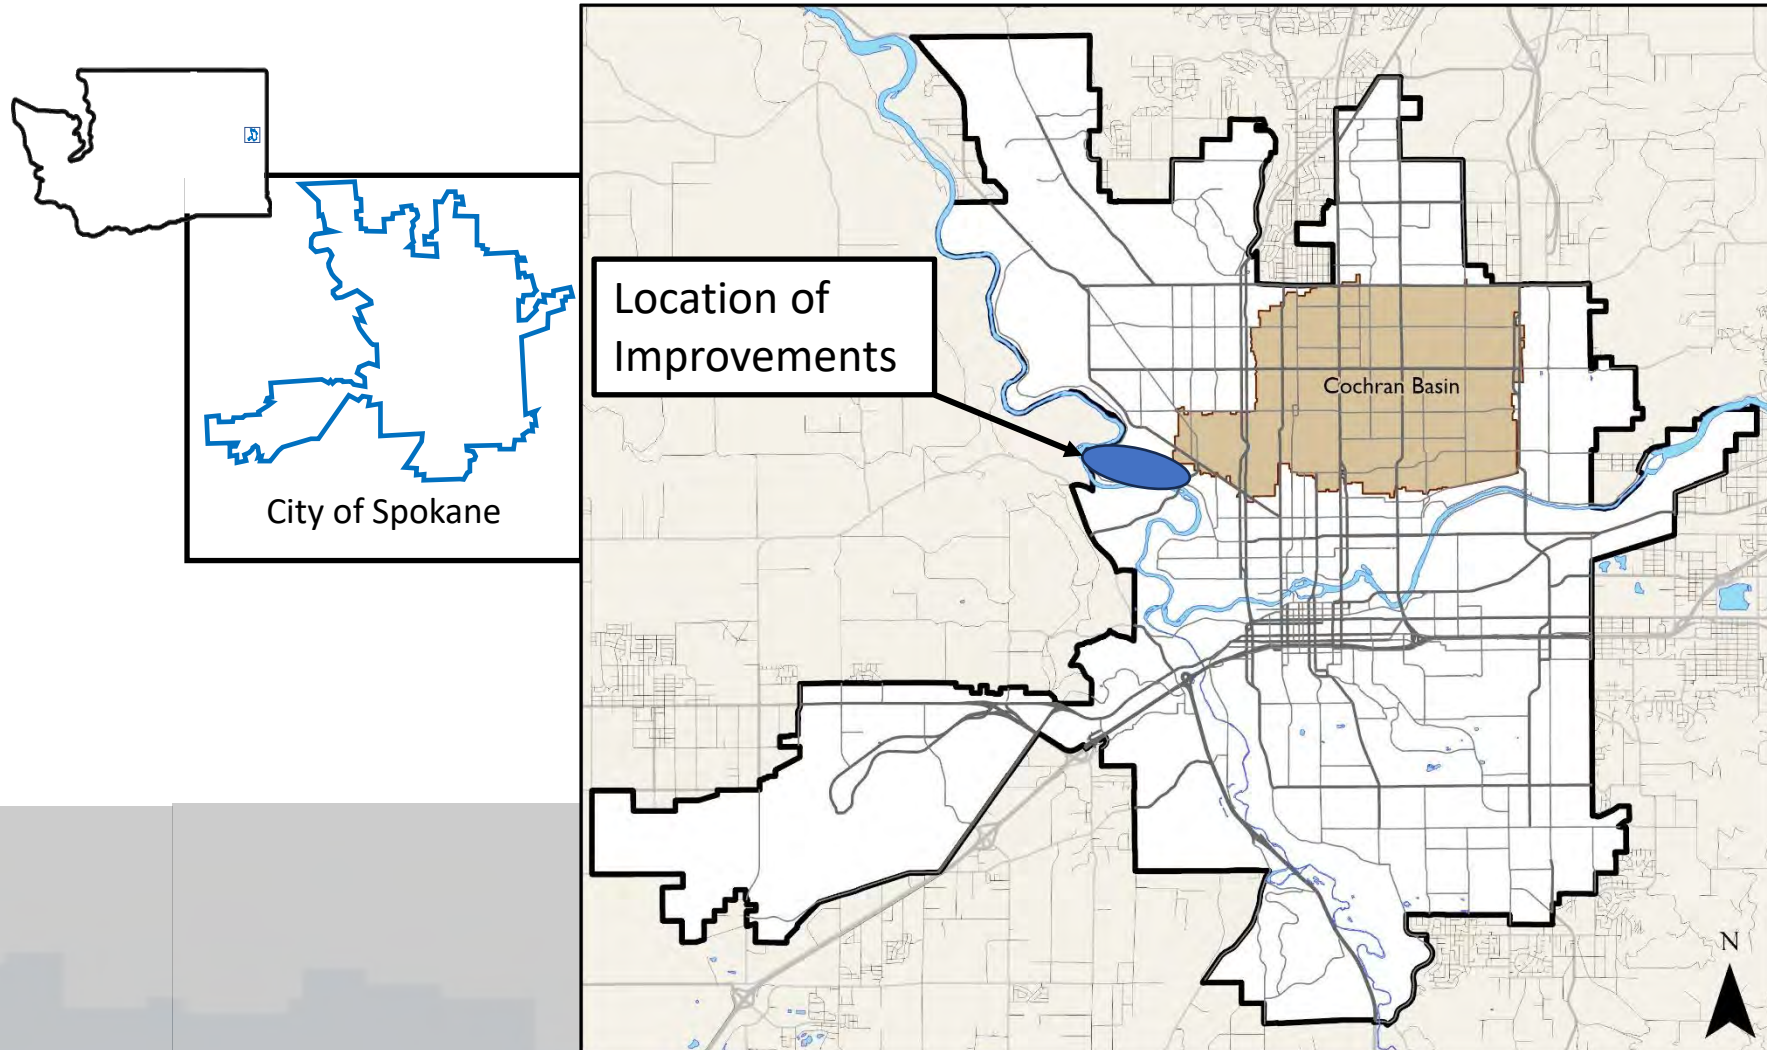 City of Spokane
Location of
Improvements
Cochran Basin
N